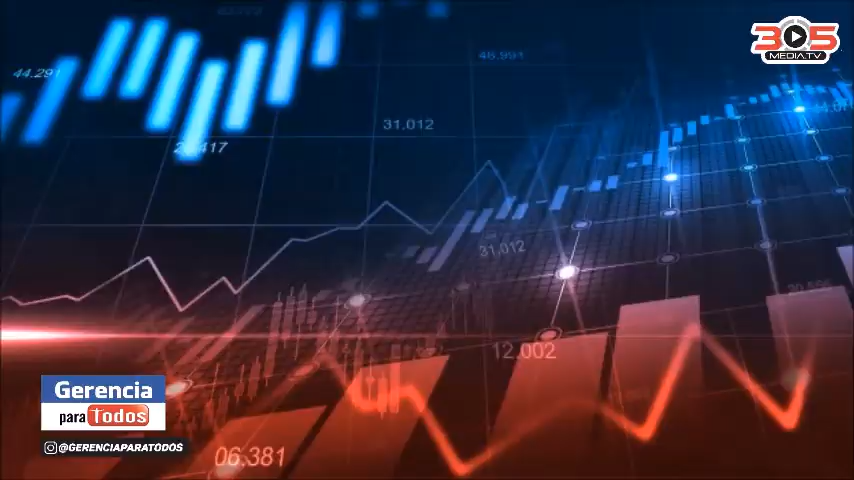 305
MEDIA.TV
48.991
44.291
31.012
31.012
12.002
06.381
Gerencia
para Todos
@GERENCIAPARATODOS